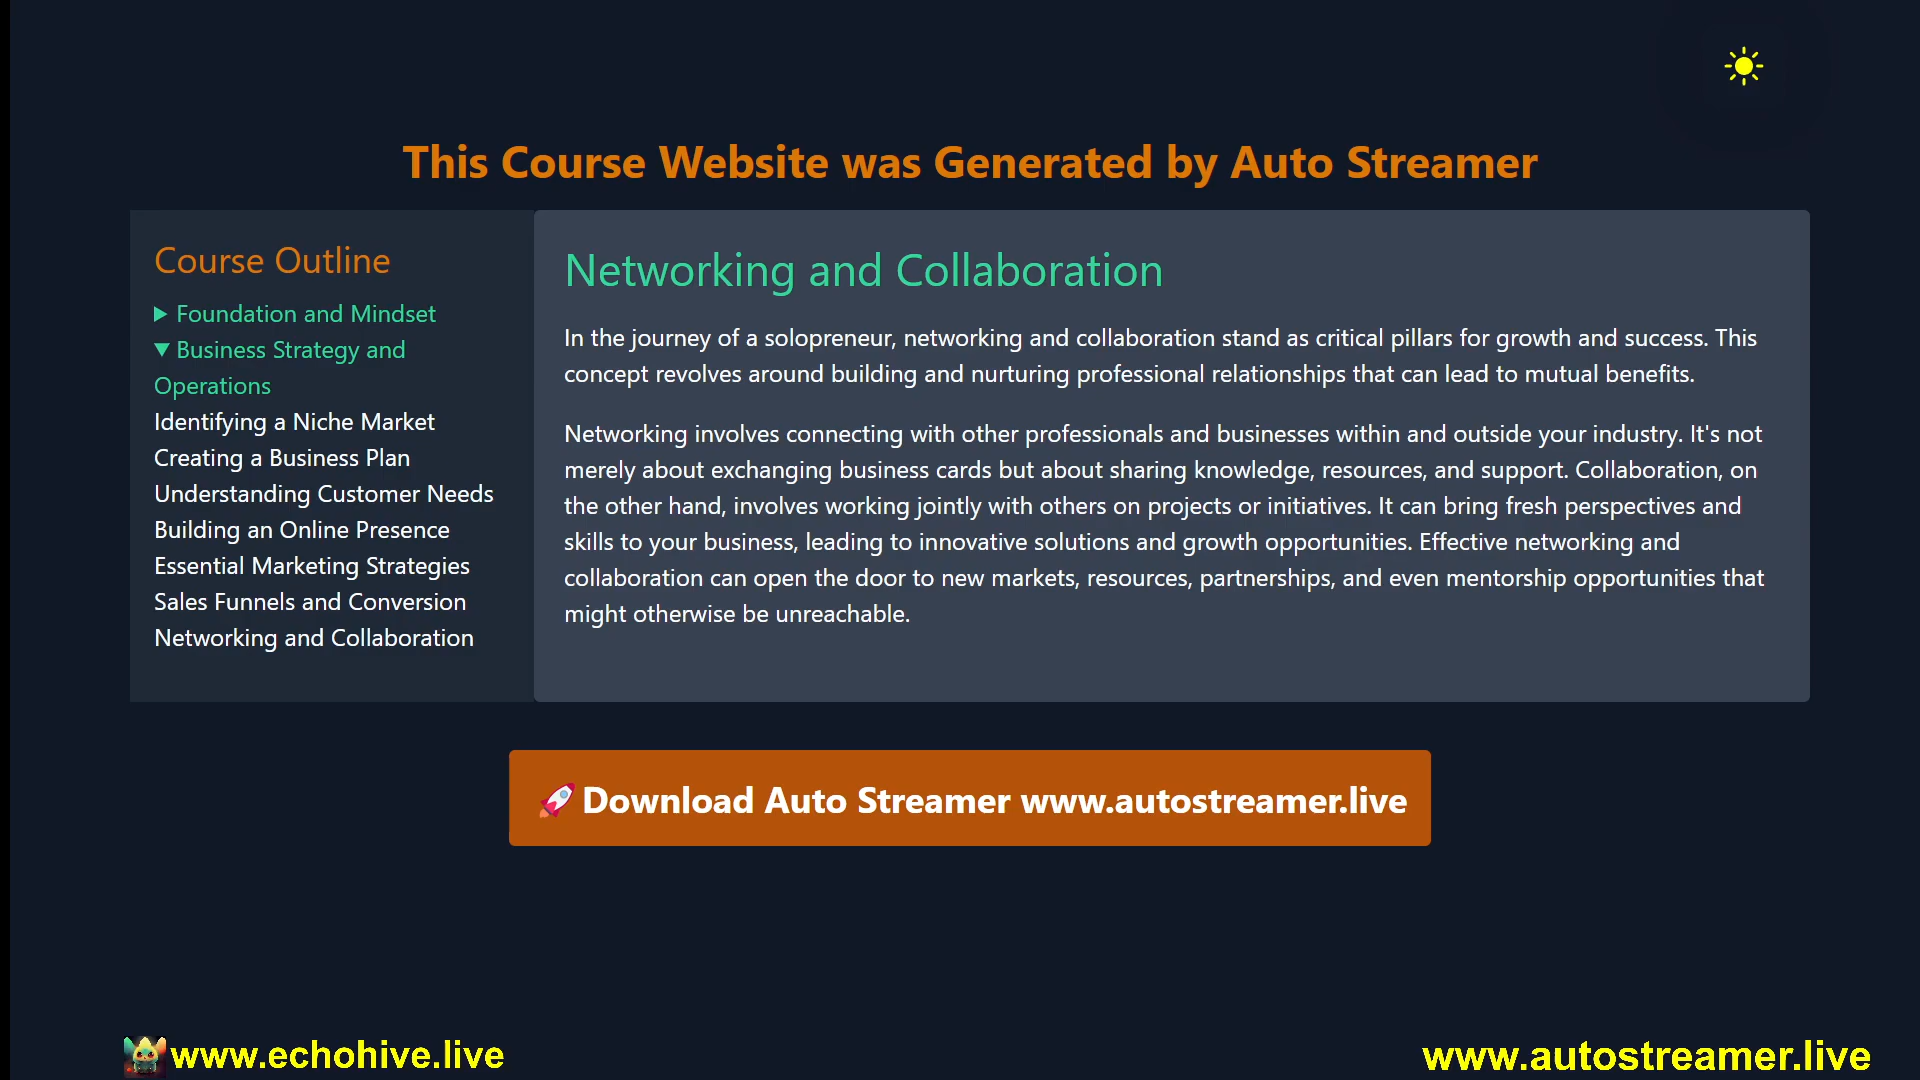 This Course Website was Generated by Auto Streamer
Course Outline
Foundation and Mindset
Business Strategy and
Operations
Identifying a Niche Market
Creating a Business Plan
Understanding Customer Needs
Building an Online Presence
Essential Marketing Strategies
Sales Funnels and Conversion
Networking and Collaboration
Networking and Collaboration
In the journey of a solopreneur, networking and collaboration stand as critical pillars for growth and success. This
concept revolves around building and nurturing professional relationships that can lead to mutual benefits.
Networking involves connecting with other professionals and businesses within and outside your industry. It's not
merely about exchanging business cards but about sharing knowledge, resources, and support. Collaboration, on
the other hand, involves working jointly with others on projects or initiatives. It can bring fresh perspectives and
skills to your business, leading to innovative solutions and growth opportunities. Effective networking and
collaboration can open the door to new markets, resources, partnerships, and even mentorship opportunities that
might otherwise be unreachable.
Download Auto Streamer www.autostreamer.live
www.echohive.live
www.autostreamer.live